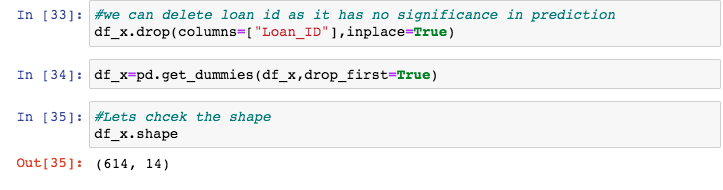 In [33]: #we can delete loan id as it has no significance in prediction
df_x.drop(columns=["Loan_ID"],inplace=True)
In [34]: df_x=pd.get_dummies(df_x,drop_first=True)
In [35]: #Lets chcek the shape
df_x.shape
Out[35]: (614, 14)